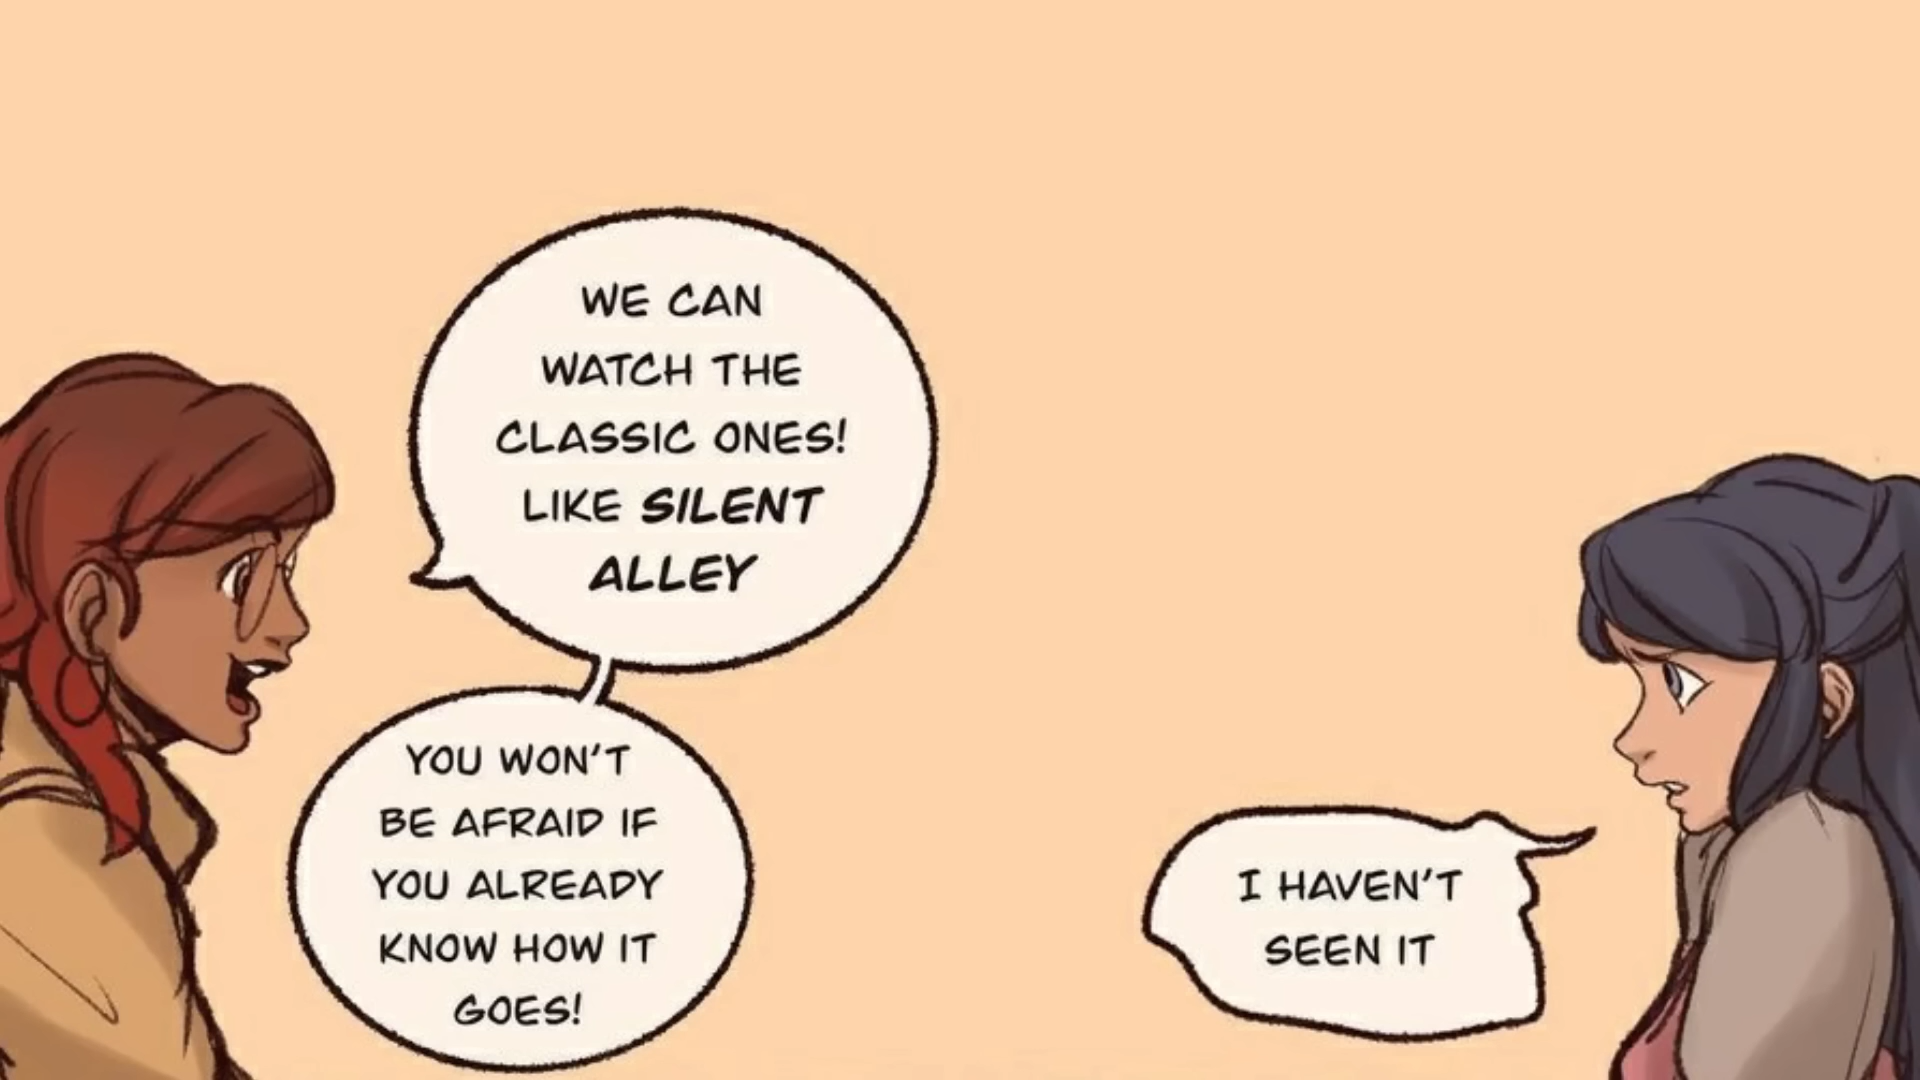 WE CAN
WATCH THE
CLASSIC ONES!
LIKE SILENT
ALLEY
YOU WON'T
BE AFRAID IF
YOU ALREADY
KNOW HOW IT
GOES!
I HAVEN'T
SEEN IT